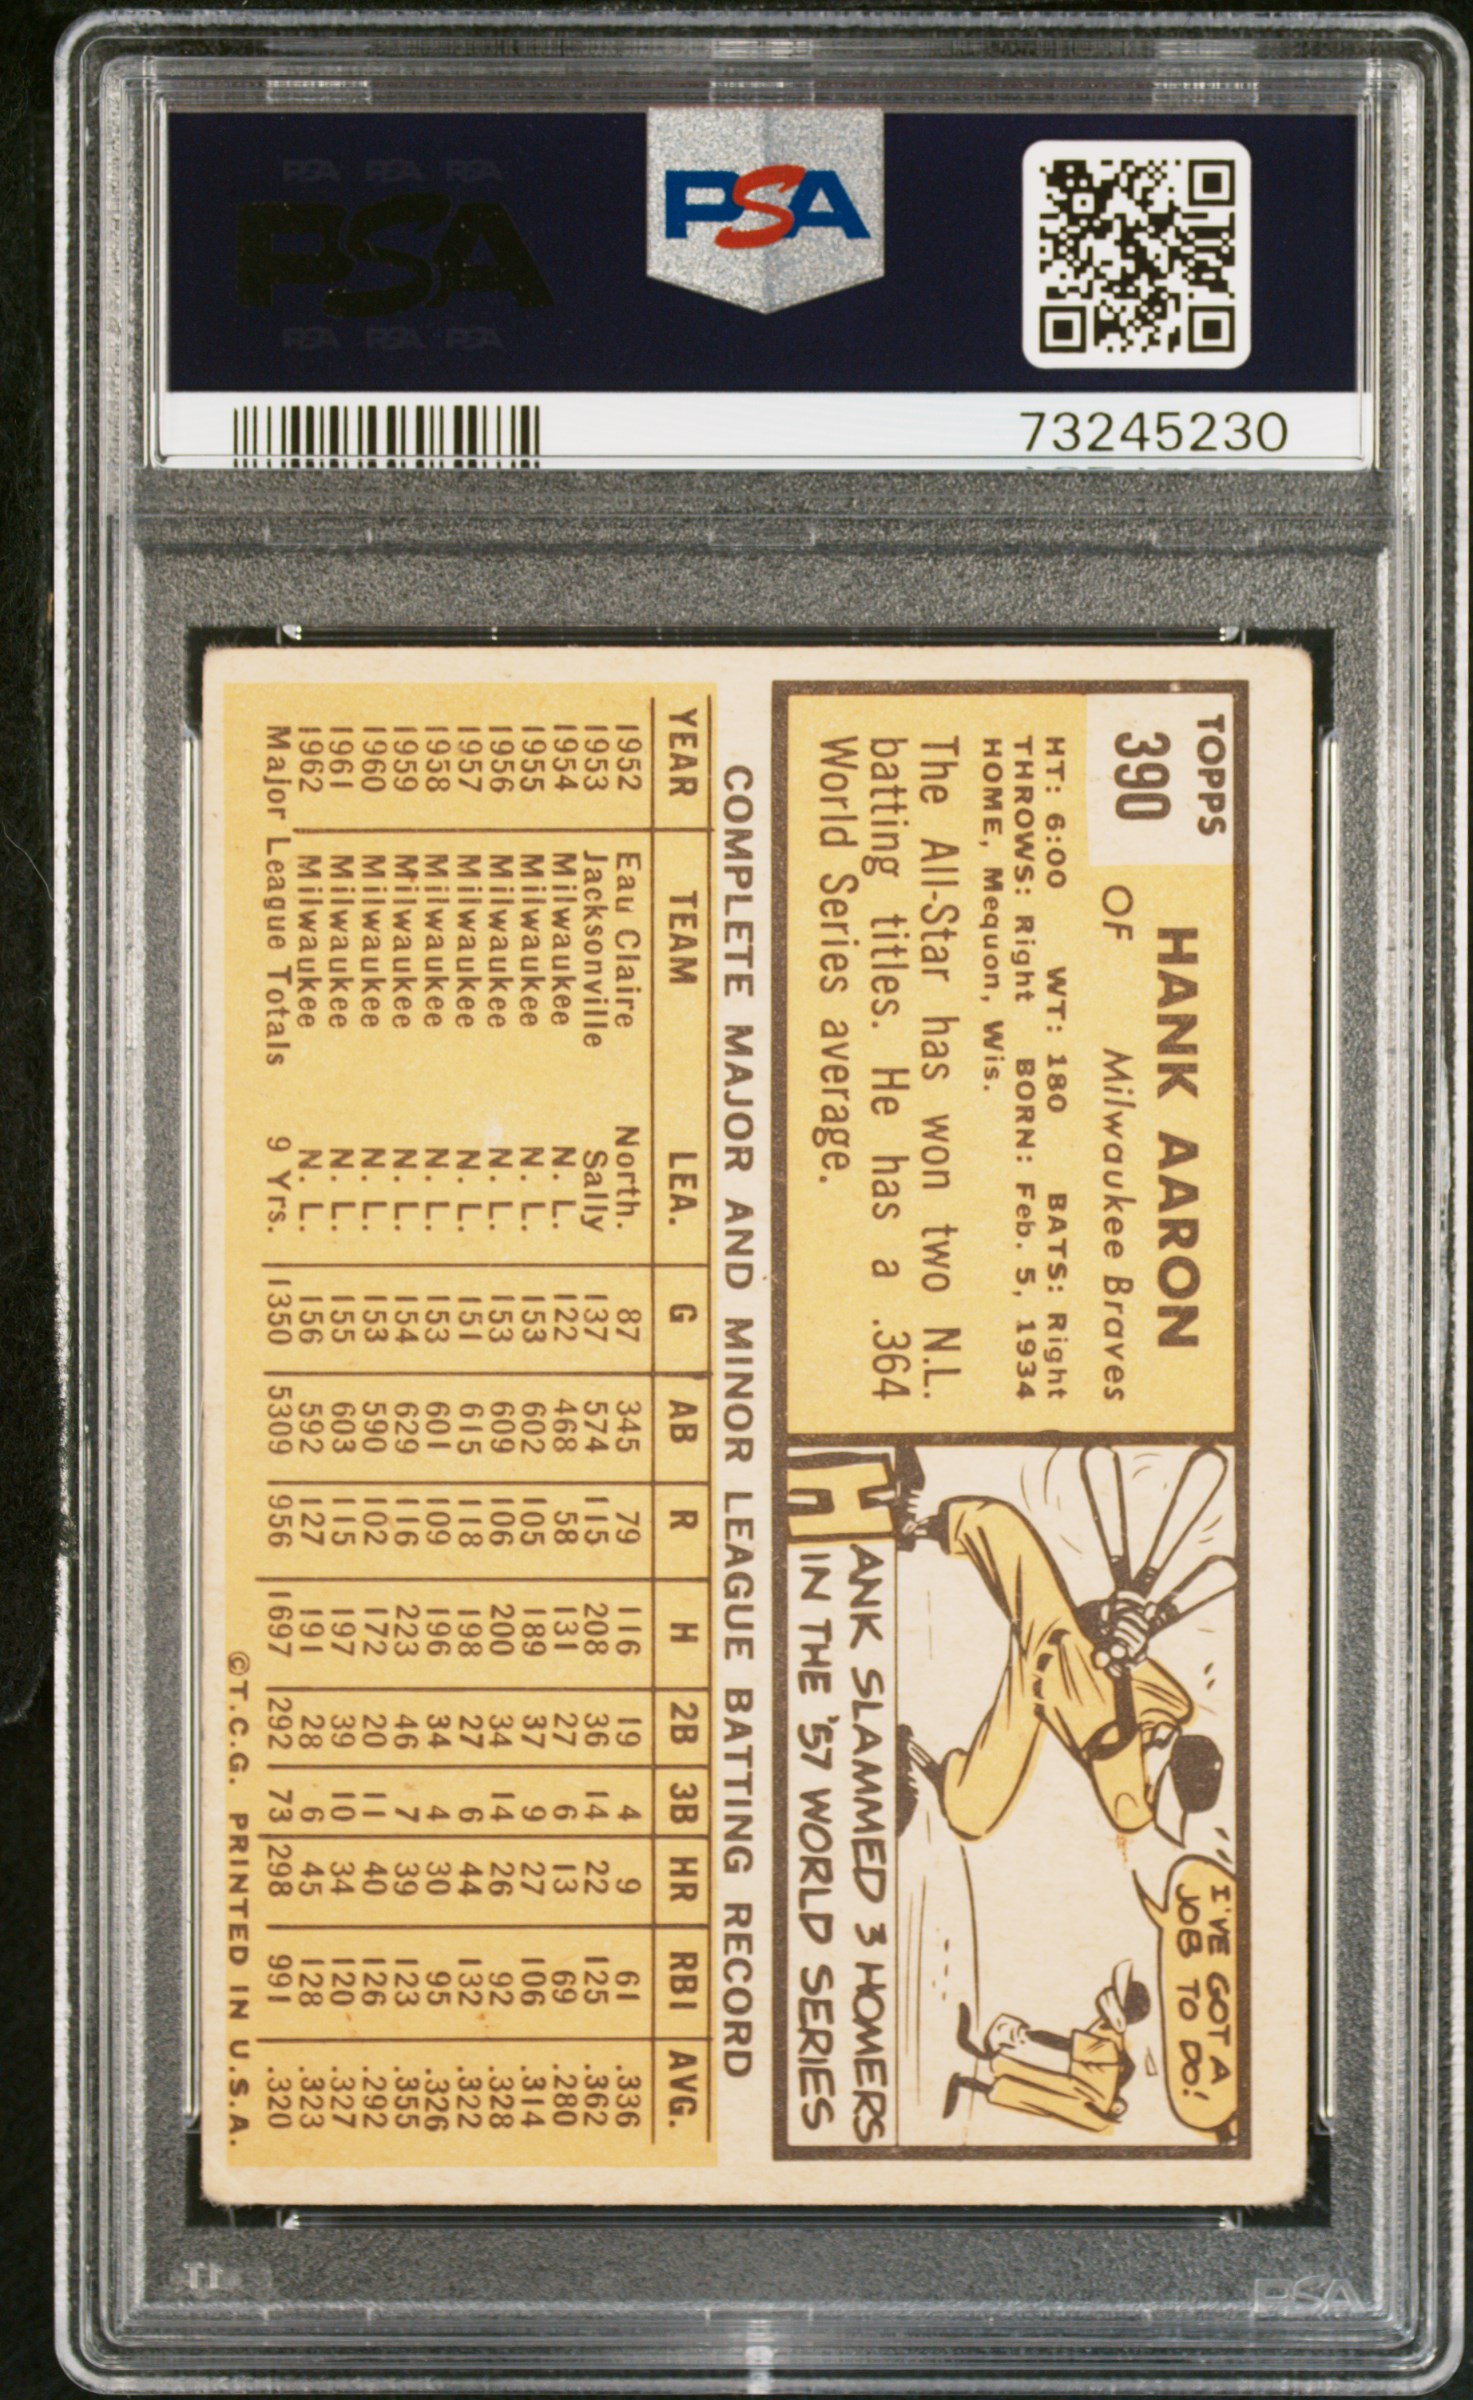 PSA PSA PSA
PSA
PSA PSA PSA
PSA
73245230
TOPPS
390
HANK AARON
OF Milwaukee Braves
HT: 6:00 WT: 180 BATS: Right
THROWS: Right BORN: Feb. 5, 1934
HOME, Mequon, Wis.
The All-Star has won two N.L.
batting titles. He has a .364
World Series average.
I'VE GOT A
JOB TO DO!
HANK SLAMMED 3 HOMERS
IN THE '57 WORLD SERIES
COMPLETE MAJOR AND MINOR LEAGUE BATTING RECORD
YEAR TEAM LEA. G AB R H 2B 3B HR RBI AVG.
1952 Eau Claire North. 87 345 79 116 19 4 9 61 .336
1953 Jacksonville Sally 137 574 115 208 36 14 22 125 .362
1954 Milwaukee N. L. 122 468 58 131 27 6 13 69 .280
1955 Milwaukee N. L. 153 602 105 189 37 9 27 106 .314
1956 Milwaukee N. L. 153 609 106 200 34 14 26 92 .328
1957 Milwaukee N. L. 151 615 118 198 27 6 44 132 .322
1958 Milwaukee N. L. 153 601 109 196 34 4 30 95 .326
1959 Milwaukee N. L. 154 629 116 223 46 7 39 123 .355
1960 Milwaukee N. L. 153 590 102 172 20 11 40 126 .292
1961 Milwaukee N. L. 155 603 115 197 39 10 34 120 .327
1962 Milwaukee N. L. 156 592 127 191 28 6 45 128 .323
Major League Totals 9 Yrs. 1350 5309 956 1697 292 73 298 991 .320
©T.C.G. PRINTED IN U.S.A.
PSA